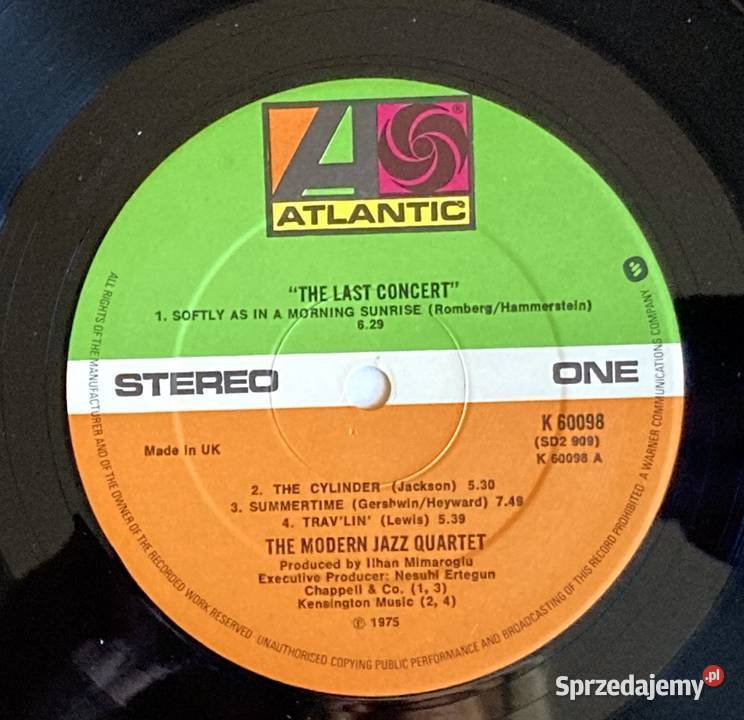 ATLANTIC
®
"THE LAST CONCERT"
1. SOFTLY AS IN A MORNING SUNRISE (Romberg/Hammerstein)
6.29
STEREO
ONE
Made in UK
K 60098
(SD2 909)
K 60098 A
2. THE CYLINDER (Jackson) 5.30
3. SUMMERTIME (Gershwin/Heyward) 7.49
4. TRAV'LIN' (Lewis) 5.39
THE MODERN JAZZ QUARTET
Produced by Ilhan Mimaroglu
Executive Producer: Nesuhi Ertegun
Chappell & Co. (1, 3)
Kensington Music (2, 4)
℗ 1975
ALL RIGHTS OF THE MANUFACTURER AND OF THE OWNER OF THE RECORDED WORK RESERVED UNAUTHORISED COPYING PUBLIC PERFORMANCE AND BROADCASTING OF THIS RECORD PROHIBITED · A WARNER COMMUNICATIONS COMPANY
Sprzedajemy.pl